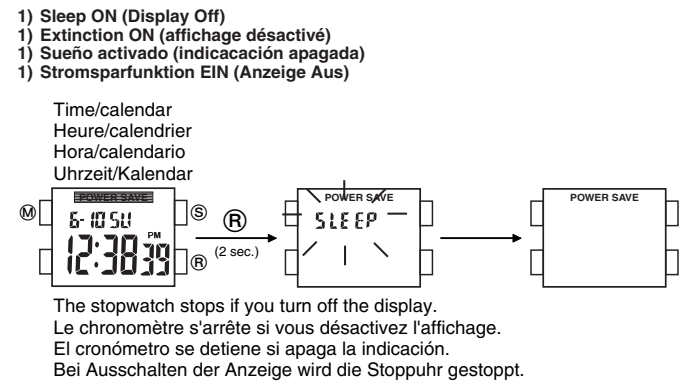 1) Sleep ON (Display Off)
1) Extinction ON (affichage désactivé)
1) Sueño activado (indicacación apagada)
1) Stromsparfunktion EIN (Anzeige Aus)
Time/calendar
Heure/calendrier
Hora/calendario
Uhrzeit/Kalendar
POWER SAVE
M
6- 10 SU
PM
12:38 39
S
R
R
(2 sec.)
POWER SAVE
SLEEP
POWER SAVE
The stopwatch stops if you turn off the display.
Le chronomètre s'arrête si vous désactivez l'affichage.
El cronómetro se detiene si apaga la indicación.
Bei Ausschalten der Anzeige wird die Stoppuhr gestoppt.